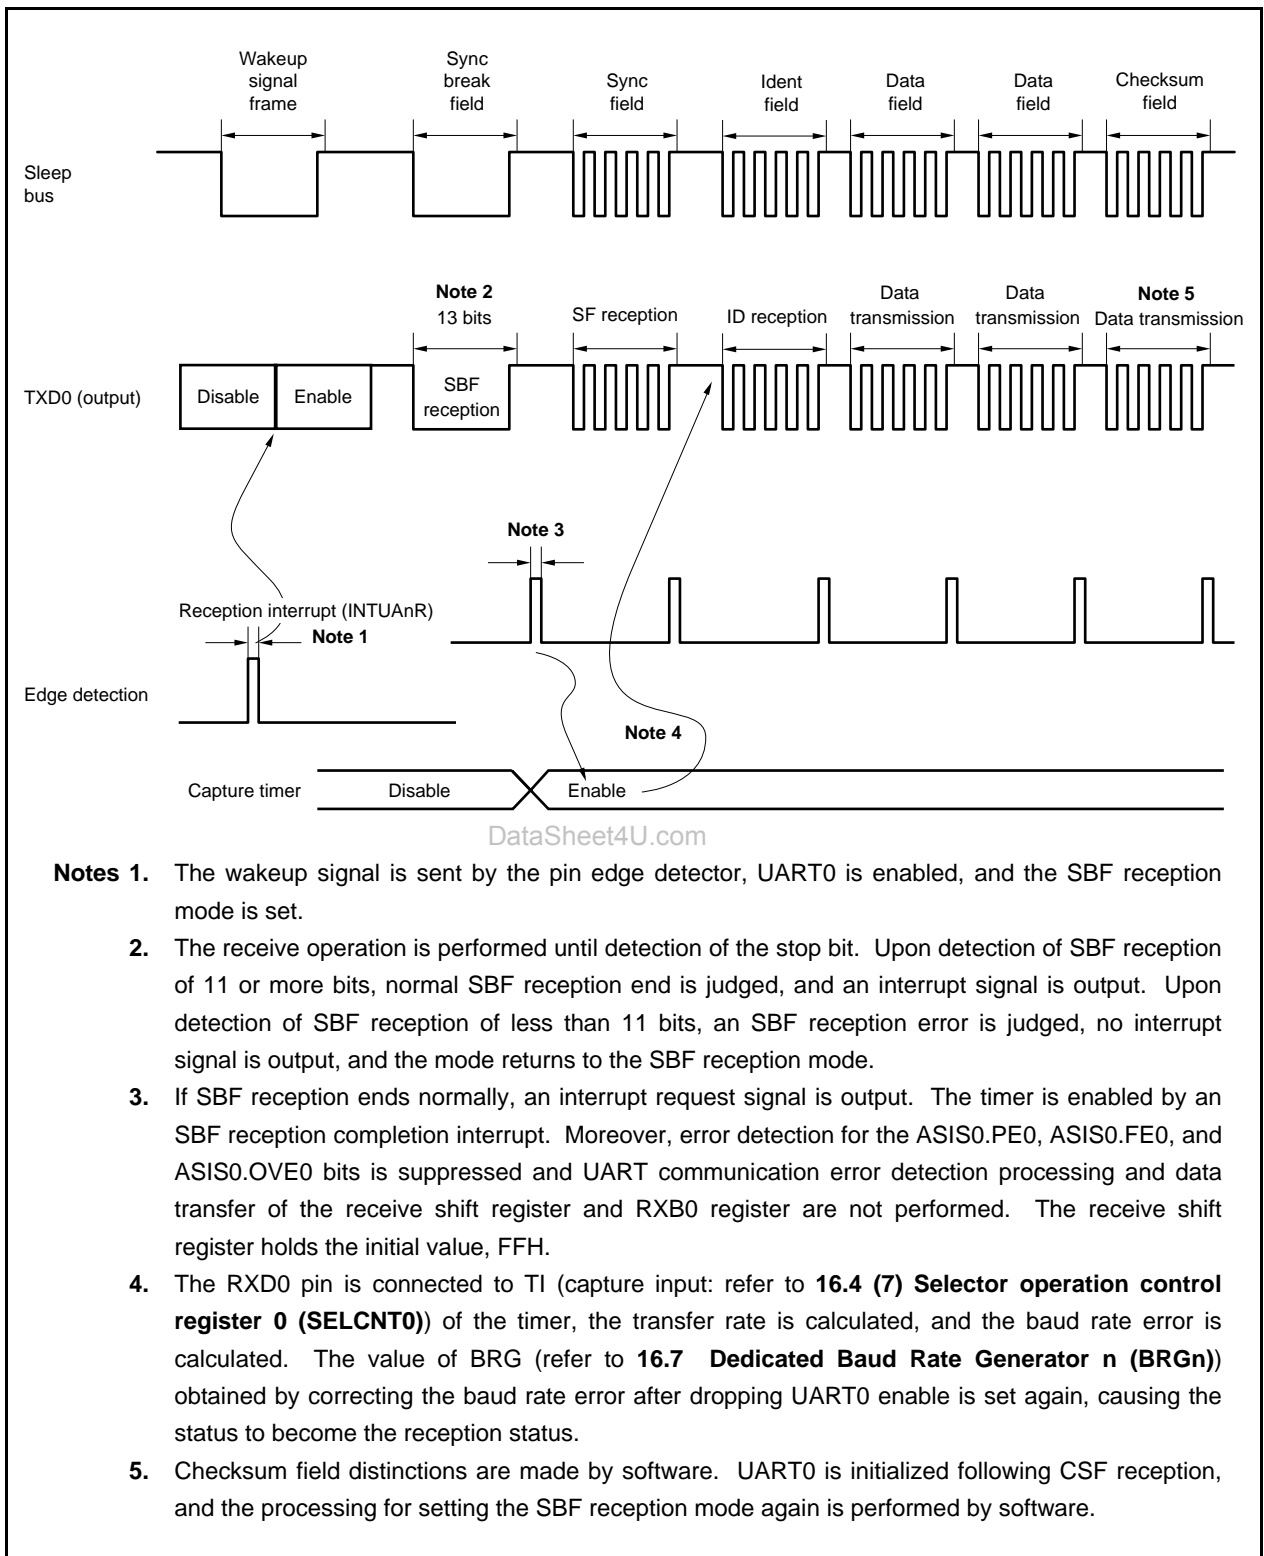 Wakeup
signal
frame
Sync
break
field
Sync
field
Ident
field
Data
field
Data
field
Checksum
field
Sleep
bus
Note 2
13 bits
SF reception
ID reception
Data
transmission
Data
transmission
Note 5
Data transmission
TXD0 (output)
Disable
Enable
SBF
reception
Note 3
Reception interrupt (INTUAnR)
Note 1
Edge detection
Note 4
Capture timer
Disable
Enable
DataSheet4U.com
Notes 1. The wakeup signal is sent by the pin edge detector, UART0 is enabled, and the SBF reception
mode is set.
2. The receive operation is performed until detection of the stop bit. Upon detection of SBF reception
of 11 or more bits, normal SBF reception end is judged, and an interrupt signal is output. Upon
detection of SBF reception of less than 11 bits, an SBF reception error is judged, no interrupt
signal is output, and the mode returns to the SBF reception mode.
3. If SBF reception ends normally, an interrupt request signal is output. The timer is enabled by an
SBF reception completion interrupt. Moreover, error detection for the ASIS0.PE0, ASIS0.FE0, and
ASIS0.OVE0 bits is suppressed and UART communication error detection processing and data
transfer of the receive shift register and RXB0 register are not performed. The receive shift
register holds the initial value, FFH.
4. The RXD0 pin is connected to TI (capture input: refer to 16.4 (7) Selector operation control
register 0 (SELCNT0)) of the timer, the transfer rate is calculated, and the baud rate error is
calculated. The value of BRG (refer to 16.7 Dedicated Baud Rate Generator n (BRGn))
obtained by correcting the baud rate error after dropping UART0 enable is set again, causing the
status to become the reception status.
5. Checksum field distinctions are made by software. UART0 is initialized following CSF reception,
and the processing for setting the SBF reception mode again is performed by software.